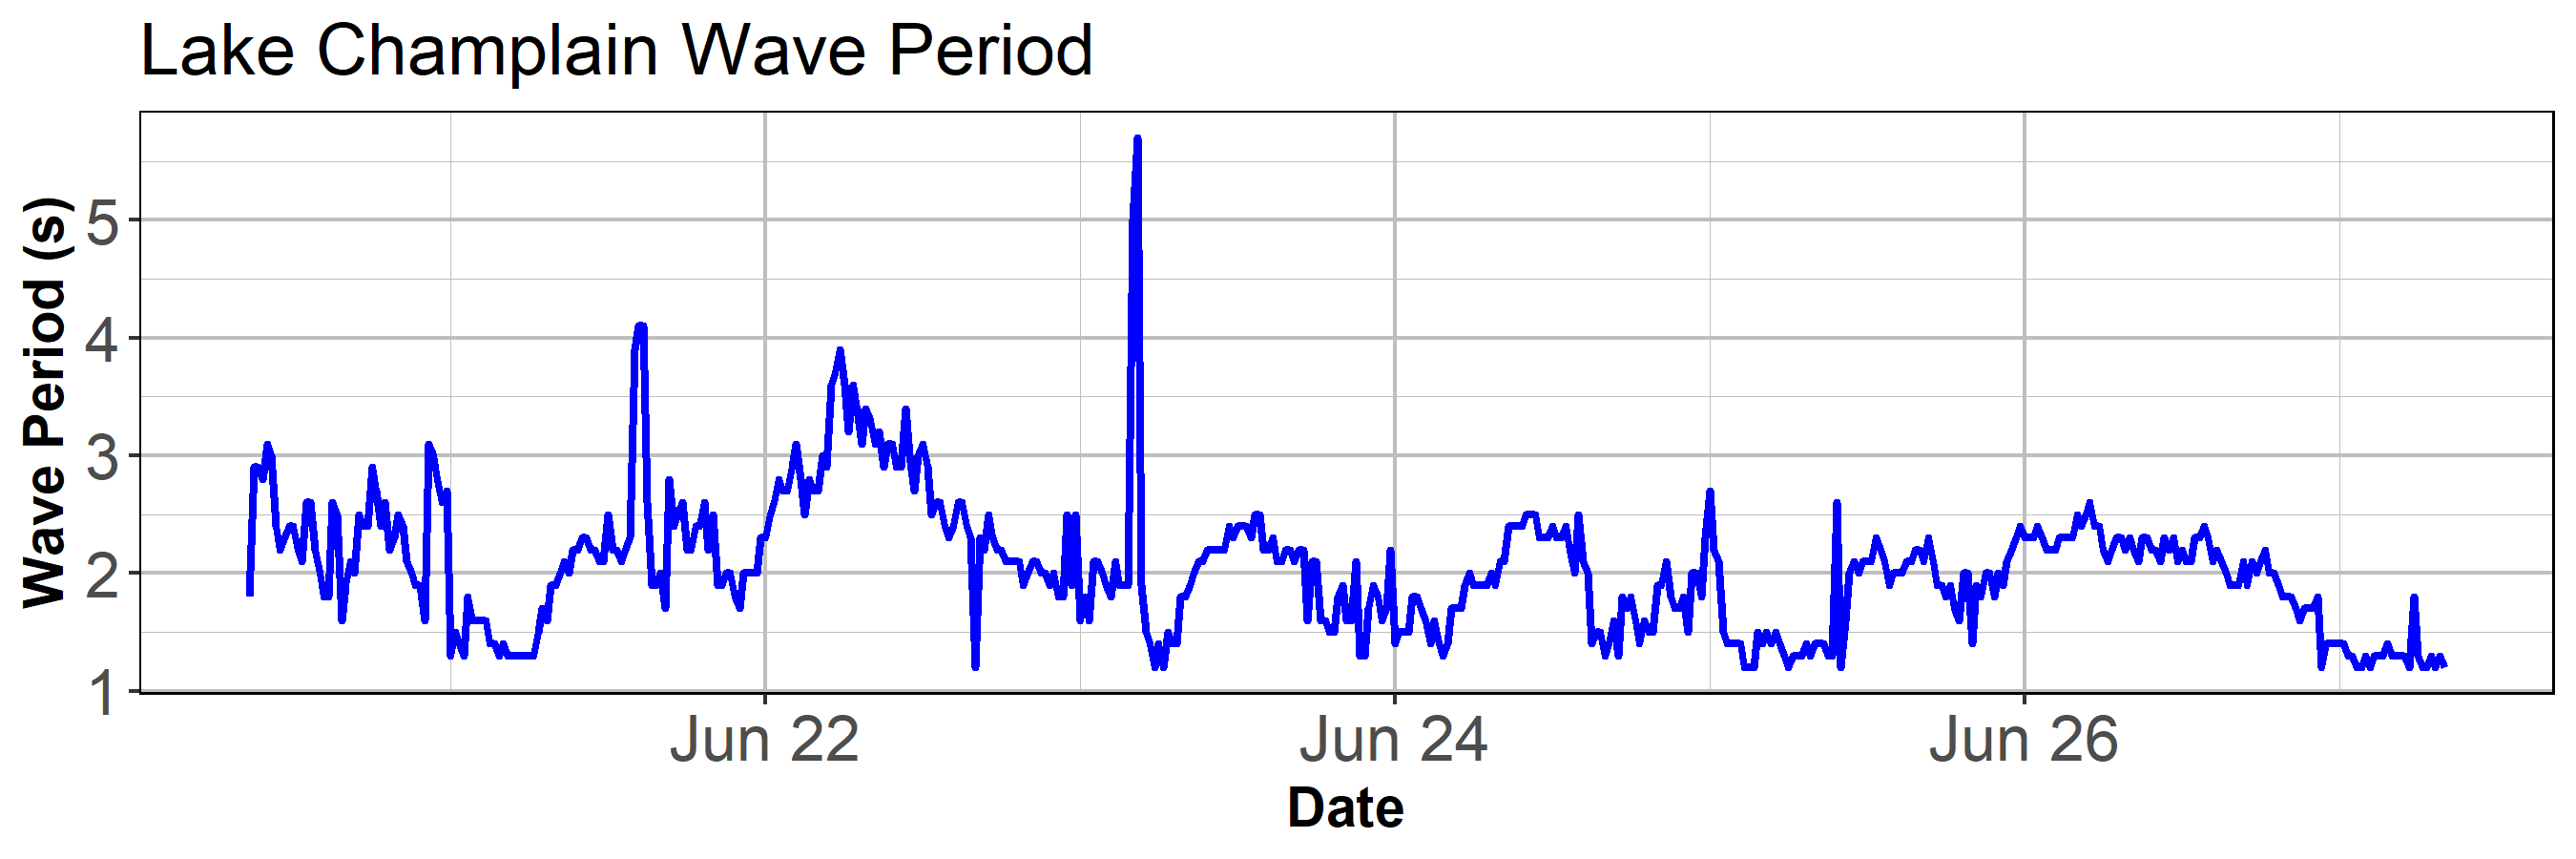 Lake Champlain Wave Period
Wave Period (s)
5
4
3
2
1
Jun 22
Jun 24
Jun 26
Date